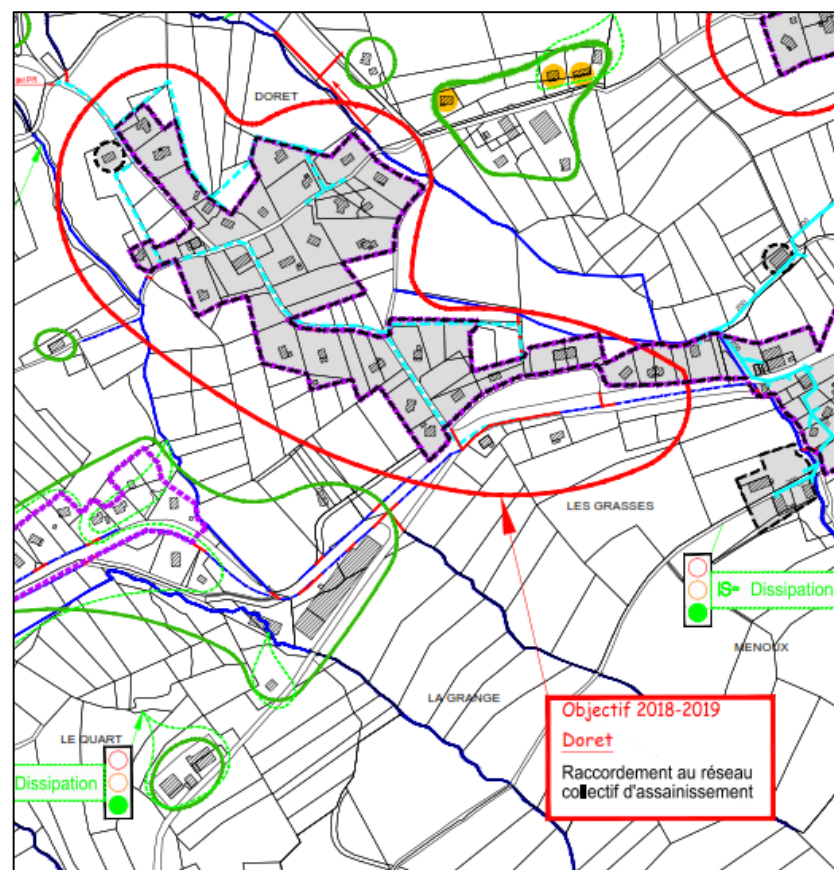 DORET
LES GRASSES
IS= Dissipation
MENOUX
LA GRANGE
LE QUART
Dissipation
Objectif 2018-2019
Doret
Raccordement au réseau
collectif d'assainissement